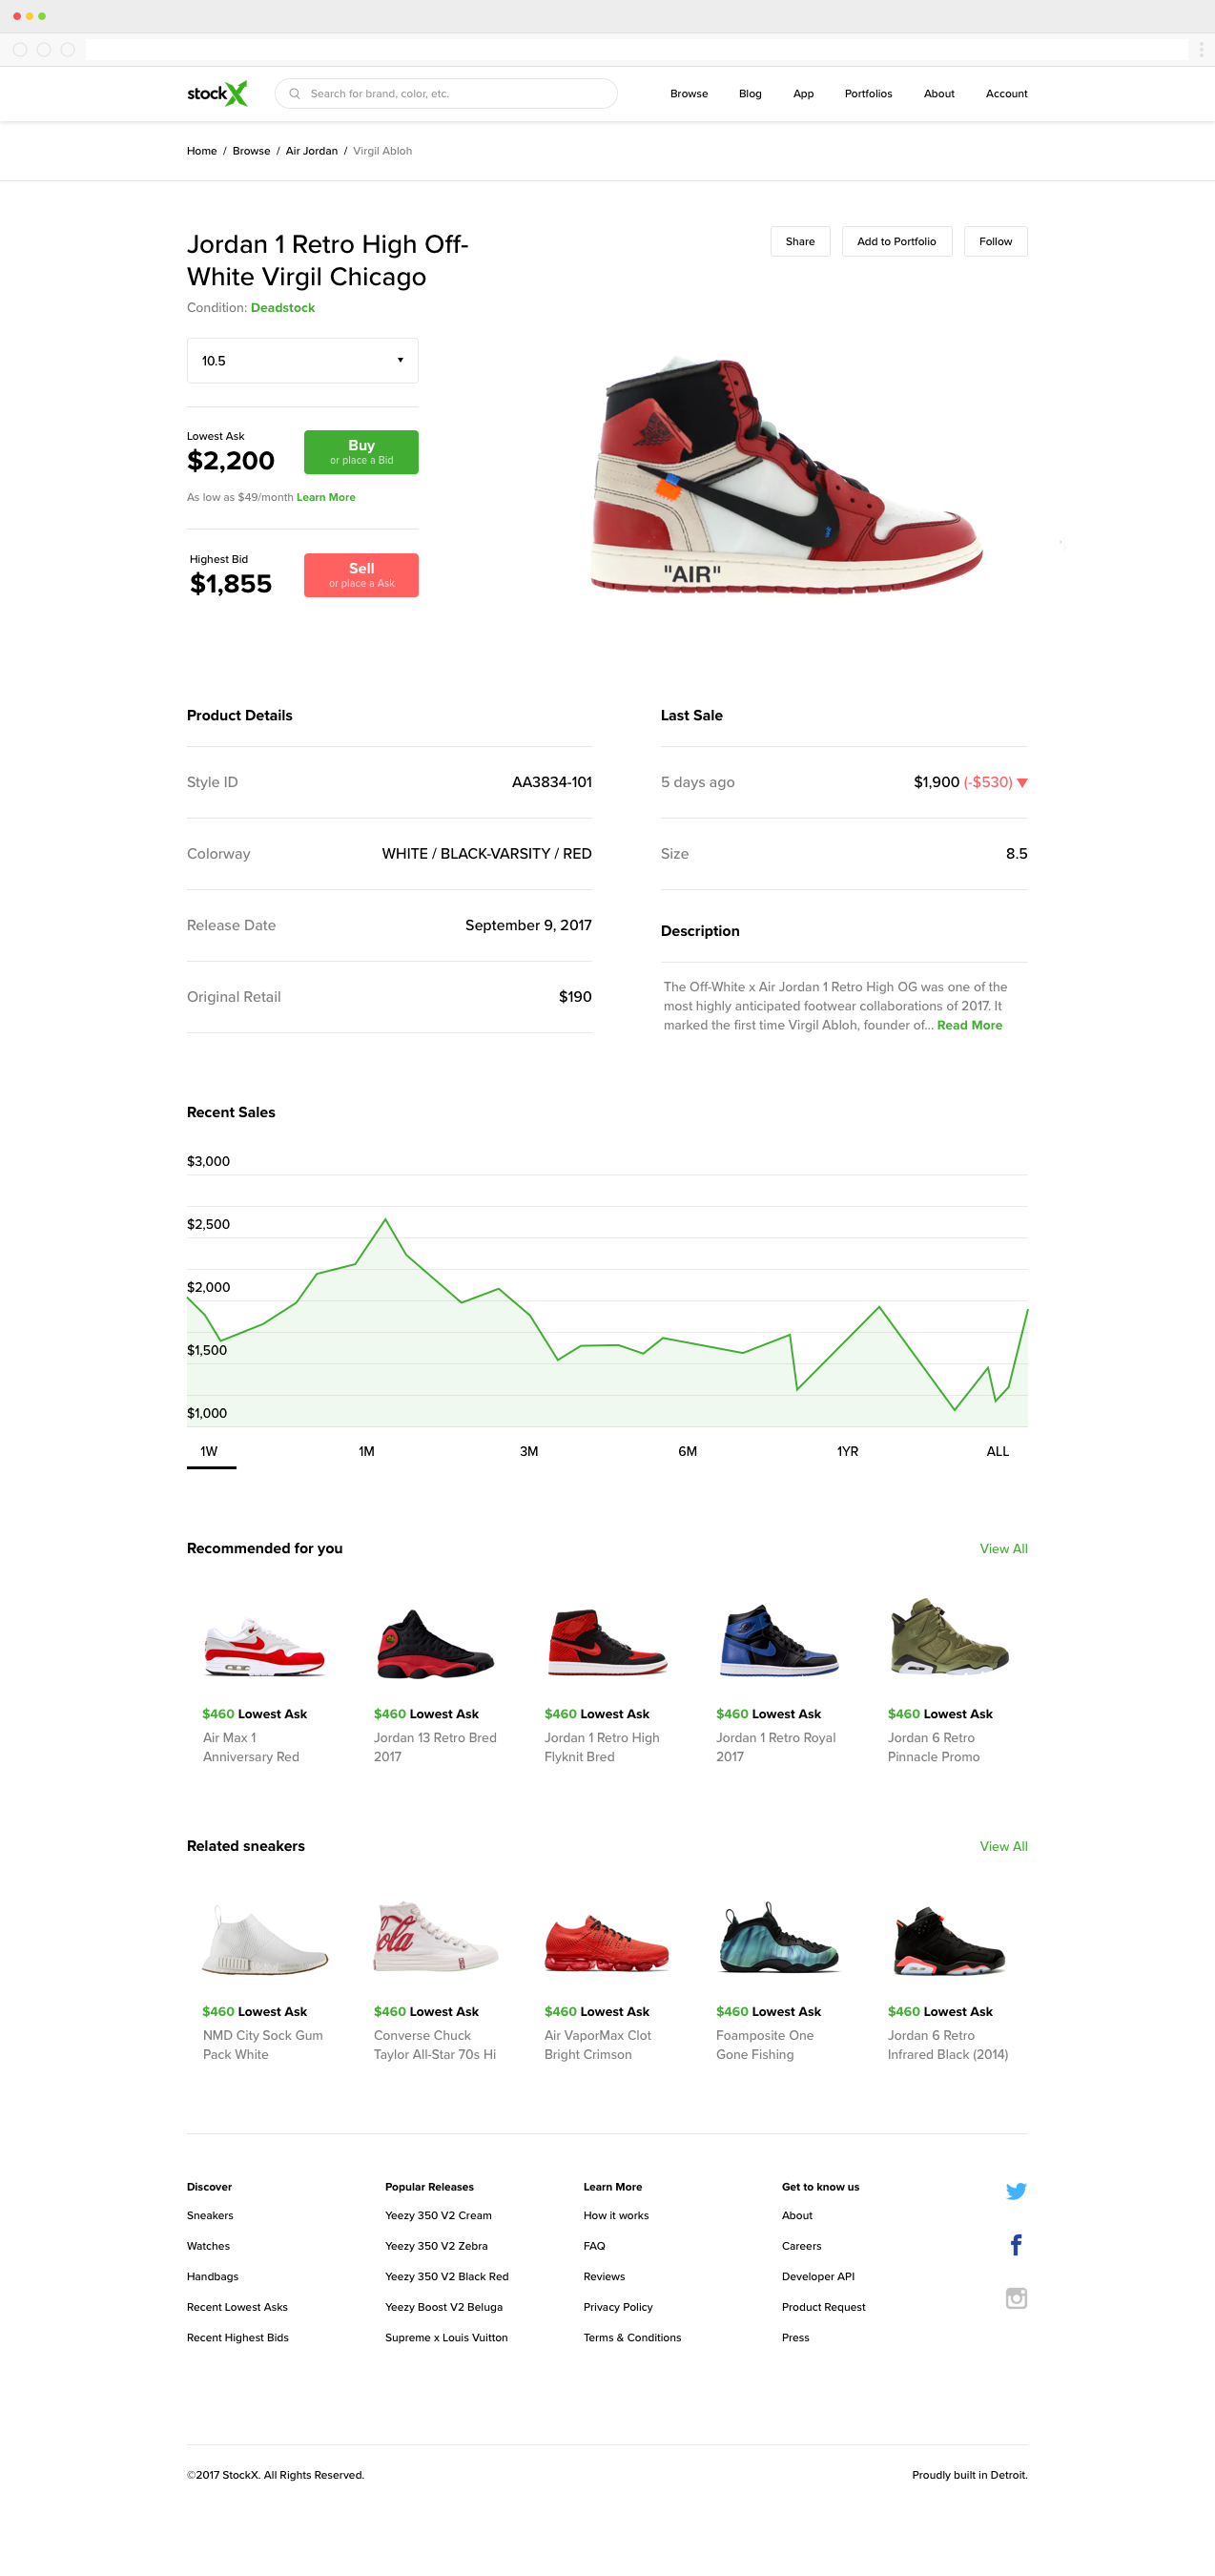 stockX
Search for brand, color, etc.
Browse
Blog
App
Portfolios
About
Account
Home / Browse / Air Jordan / Virgil Abloh
Jordan 1 Retro High Off-
White Virgil Chicago
Share
Add to Portfolio
Follow
Condition: Deadstock
10.5
Lowest Ask
$2,200
Buy
or place a Bid
As low as $49/month Learn More
Highest Bid
$1,855
Sell
or place a Ask
"AIR"
Product Details
Style ID
AA3834-101
Colorway
WHITE / BLACK-VARSITY / RED
Release Date
September 9, 2017
Original Retail
$190
Last Sale
5 days ago
$1,900 (-$530)
Size
8.5
Description
The Off-White x Air Jordan 1 Retro High OG was one of the
most highly anticipated footwear collaborations of 2017. It
marked the first time Virgil Abloh, founder of... Read More
Recent Sales
$3,000
$2,500
$2,000
$1,500
$1,000
1W
1M
3M
6M
1YR
ALL
Recommended for you
View All
$460 Lowest Ask
Air Max 1
Anniversary Red
$460 Lowest Ask
Jordan 13 Retro Bred
2017
$460 Lowest Ask
Jordan 1 Retro High
Flyknit Bred
$460 Lowest Ask
Jordan 1 Retro Royal
2017
$460 Lowest Ask
Jordan 6 Retro
Pinnacle Promo
Related sneakers
View All
ola
$460 Lowest Ask
NMD City Sock Gum
Pack White
$460 Lowest Ask
Converse Chuck
Taylor All-Star 70s Hi
$460 Lowest Ask
Air VaporMax Clot
Bright Crimson
$460 Lowest Ask
Foamposite One
Gone Fishing
$460 Lowest Ask
Jordan 6 Retro
Infrared Black (2014)
Discover
Sneakers
Watches
Handbags
Recent Lowest Asks
Recent Highest Bids
Popular Releases
Yeezy 350 V2 Cream
Yeezy 350 V2 Zebra
Yeezy 350 V2 Black Red
Yeezy Boost V2 Beluga
Supreme x Louis Vuitton
Learn More
How it works
FAQ
Reviews
Privacy Policy
Terms & Conditions
Get to know us
About
Careers
Developer API
Product Request
Press
©2017 StockX. All Rights Reserved.
Proudly built in Detroit.